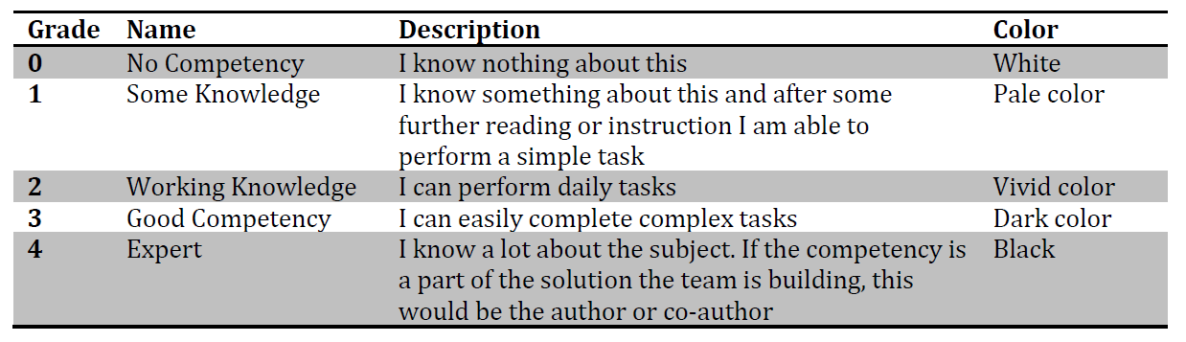 Grade Name Description Color
0 No Competency I know nothing about this White
1 Some Knowledge I know something about this and after some Pale color
further reading or instruction I am able to
perform a simple task
2 Working Knowledge I can perform daily tasks Vivid color
3 Good Competency I can easily complete complex tasks Dark color
4 Expert I know a lot about the subject. If the competency is Black
a part of the solution the team is building, this
would be the author or co-author